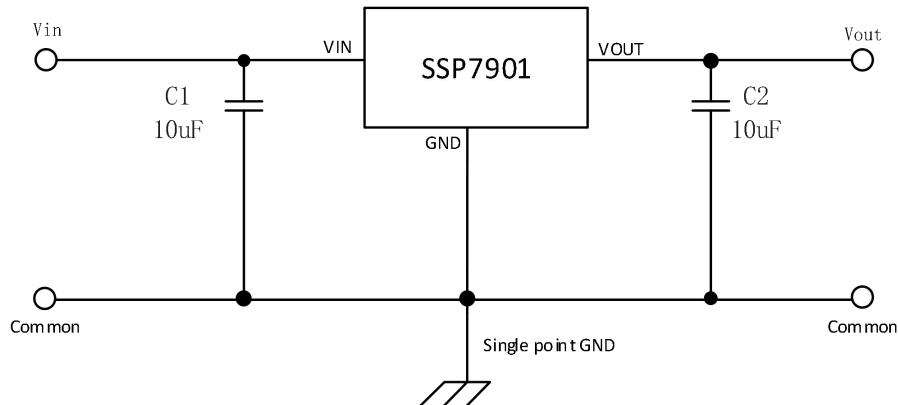 Vin
VIN
SSP7901
VOUT
Vout
C1
10uF
GND
C2
10uF
Common
Single point GND
Common